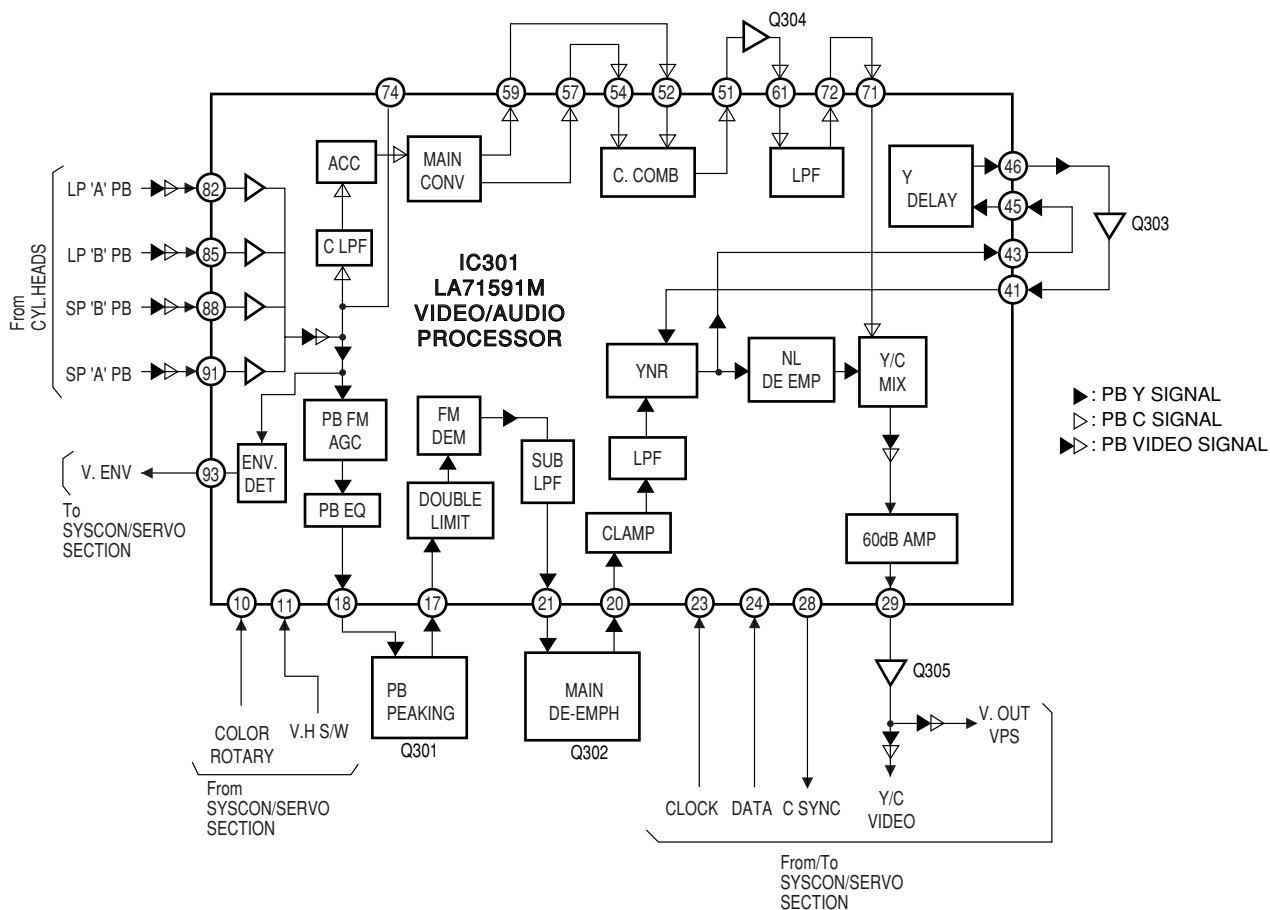 Q304
74
59
57
54
52
51
61
72
71
ACC
MAIN
CONV
C. COMB
LPF
Y
DELAY
46
45
43
41
Q303
From
CYL.HEADS
LP 'A' PB
82
LP 'B' PB
85
SP 'B' PB
88
SP 'A' PB
91
C LPF
IC301
LA71591M
VIDEO/AUDIO
PROCESSOR
YNR
NL
DE EMP
Y/C
MIX
: PB Y SIGNAL
: PB C SIGNAL
: PB VIDEO SIGNAL
PB FM
AGC
FM
DEM
SUB
LPF
LPF
V. ENV
93
ENV.
DET
PB EQ
DOUBLE
LIMIT
CLAMP
60dB AMP
To
SYSCON/SERVO
SECTION
10
11
18
17
21
20
23
24
28
29
COLOR
ROTARY
V.H S/W
PB
PEAKING
Q301
MAIN
DE-EMPH
Q302
Q305
V. OUT
VPS
From
SYSCON/SERVO
SECTION
CLOCK
DATA
C SYNC
Y/C
VIDEO
From/To
SYSCON/SERVO
SECTION